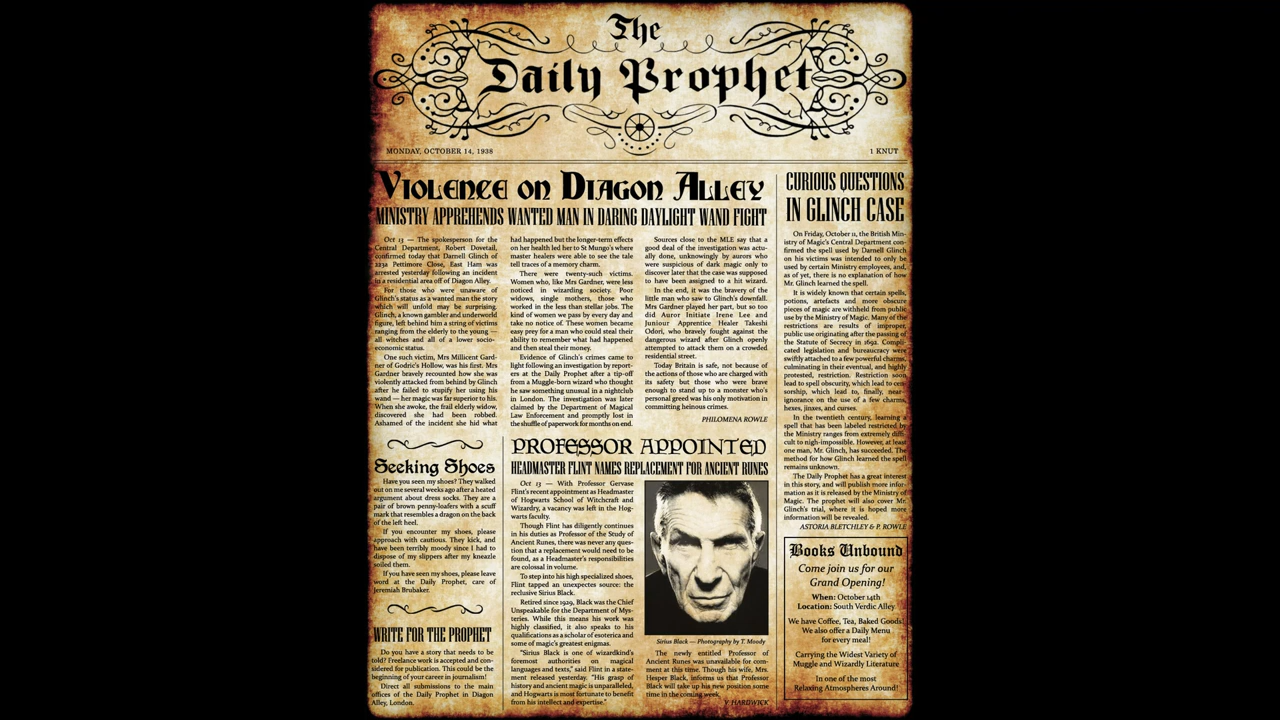 The
Daily Prophet
MONDAY, OCTOBER 14, 1938
1 KNUT
VIOLENCE ON DIAGON ALLEY
MINISTRY APPREHENDS WANTED MAN IN DARING DAYLIGHT WAND FIGHT
Oct 13 — The spokesperson for the
Central Department, Robert Dovetail,
confirmed today that Darnell Glinch of
223a Pettimore Close, East Ham was
arrested yesterday following an incident
in a residential area off of Diagon Alley.
For those who were unaware of
Glinch's status as a wanted man the story
which will unfold may be surprising.
Glinch, a known gambler and underworld
figure, left behind him a string of victims
ranging from the elderly to the young —
all witches and all of a lower socio-
economic status.
One such victim, Mrs Millicent Gard-
ner of Godric's Hollow, was his first. Mrs
Gardner bravely recounted how she was
violently attacked from behind by Glinch
after he failed to stupify her using his
wand — her magic was far superior to his.
When she awoke, the frail elderly widow,
discovered she had been robbed.
Ashamed of the incident she hid what
had happened but the longer-term effects
on her health led her to St Mungo's where
master healers were able to see the tale
tell traces of a memory charm.
There were twenty-such victims.
Women who, like Mrs Gardner, were less
noticed in wizarding society. Poor
widows, single mothers, those who
worked in the less than stellar jobs. The
kind of women we pass by every day and
take no notice of. These women became
easy prey for a man who could steal their
ability to remember what had happened
and then steal their money.
Evidence of Glinch's crimes came to
light following an investigation by report-
ers at the Daily Prophet after a tip-off
from a Muggle-born wizard who thought
he saw something unusual in a nightclub
in London. The investigation was later
claimed by the Department of Magical
Law Enforcement and promptly lost in
the shuffle of paperwork for months on end.
Sources close to the MLE say that a
good deal of the investigation was actu-
ally done, unknowingly by aurors who
were suspicious of dark magic only to
discover later that the case was supposed
to have been assigned to a hit wizard.
In the end, it was the bravery of the
little man who saw to Glinch's downfall.
Mrs Gardner played her part, but so too
did Auror Initiate Irene Lee and
Juniour Apprentice Healer Takeshi
Odori, who bravely fought against the
dangerous wizard after Glinch openly
attempted to attack them on a crowded
residential street.
Today Britain is safe, not because of
the actions of those who are charged with
its safety but those who were brave
enough to stand up to a monster who's
personal greed was his only motivation in
committing heinous crimes.
PHILOMENA ROWLE
CURIOUS QUESTIONS
IN GLINCH CASE
On Friday, October 11, the British Min-
istry of Magic's Central Department con-
firmed the spell used by Darnell Glinch
on his victims was intended to only be
used by certain Ministry employees, and,
as of yet, there is no explanation of how
Mr. Glinch learned the spell.
It is widely known that certain spells,
potions, artefacts and more obscure
pieces of magic are withheld from public
use by the Ministry of Magic. Many of the
restrictions are results of improper,
public use originating after the passing of
the Statute of Secrecy in 1692. Compli-
cated legislation and bureaucracy were
swiftly attached to a few powerful charms,
culminating in their eventual, and highly
protested, restriction. Restriction soon
lead to spell obscurity, which lead to cen-
sorship, which lead to, finally, near-
ignorance on the use of a few charms,
hexes, jinxes, and curses.
In the twentieth century, learning a
spell that has been labeled restricted by
the Ministry ranges from extremely diffi-
cult to nigh-impossible. However, at least
one man, Mr. Glinch, has succeeded. The
method for how Glinch learned the spell
remains unknown.
The Daily Prophet has a great interest
in this story, and will publish more infor-
mation as it is released by the Ministry of
Magic. The prophet will also cover Mr.
Glinch's trial, where it is hoped more
information will be revealed.
ASTORIA BLETCHLEY & P. ROWLE
Seeking Shoes
Have you seen my shoes? They walked
out on me several weeks ago after a heated
argument about dress socks. They are a
pair of brown penny-loafers with a scuff
mark that resembles a dragon on the back
of the left heel.
If you encounter my shoes, please
approach with cautious. They kick, and
have been terribly moody since I had to
dispose of my slippers after my kneazle
soiled them.
If you have seen my shoes, please leave
word at the Daily Prophet, care of
Jeremiah Brubaker.
WRITE FOR THE PROPHET
Do you have a story that needs to be
told? Freelance work is accepted and con-
sidered for publication. This could be the
beginning of your career in journalism!
Direct all submissions to the main
offices of the Daily Prophet in Diagon
Alley, London.
PROFESSOR APPOINTED
HEADMASTER FLINT NAMES REPLACEMENT FOR ANCIENT RUNES
Oct 13 — With Professor Gervase
Flint's recent appointment as Headmaster
of Hogwarts School of Witchcraft and
Wizardry, a vacancy was left in the Hog-
warts faculty.
Though Flint has diligently continues
in his duties as Professor of the Study of
Ancient Runes, there was never any ques-
tion that a replacement would need to be
found, as a Headmaster's responsibilities
are colossal in volume.
To step into his high specialized shoes,
Flint tapped an unexpectes source: the
reclusive Sirius Black.
Retired since 1929, Black was the Chief
Unspeakable for the Department of Mys-
teries. While this means his work was
highly classified, it also speaks to his
qualifications as a scholar of esoterica and
some of magic's greatest enigmas.
"Sirius Black is one of wizardkind's
foremost authorities on magical
languages and texts," said Flint in a state-
ment released yesterday. "His grasp of
history and ancient magic is unparalleled,
and Hogwarts is most fortunate to benefit
from his intellect and expertise."
Sirius Black — Photography by T. Moody
The newly entitled Professor of
Ancient Runes was unavailable for com-
ment at this time. Though his wife, Mrs.
Hesper Black, informs us that Professor
Black will take up his new position some
time in the coming week.
V. HARDWICK
Books Unbound
Come join us for our
Grand Opening!
When: October 14th
Location: South Verdic Alley
We have Coffee, Tea, Baked Goods!
We also offer a Daily Menu
for every meal!
Carrying the Widest Variety of
Muggle and Wizardly Literature
In one of the most
Relaxing Atmospheres Around!